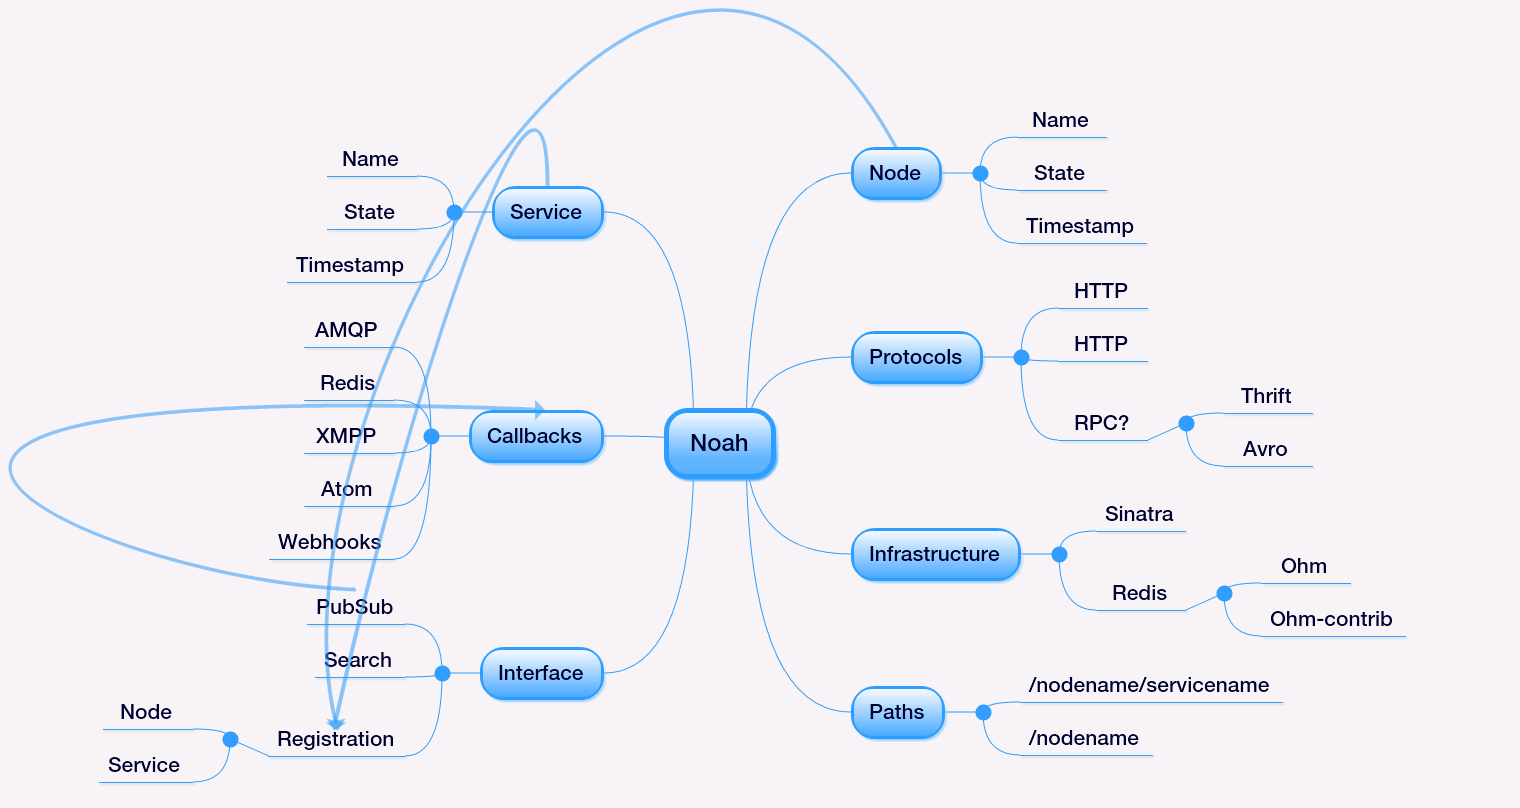 Noah
Service
Name
State
Timestamp
Callbacks
AMQP
Redis
XMPP
Atom
Webhooks
Interface
PubSub
Search
Registration
Node
Service
Node
Name
State
Timestamp
Protocols
HTTP
HTTP
RPC?
Thrift
Avro
Infrastructure
Sinatra
Redis
Ohm
Ohm-contrib
Paths
/nodename/servicename
/nodename